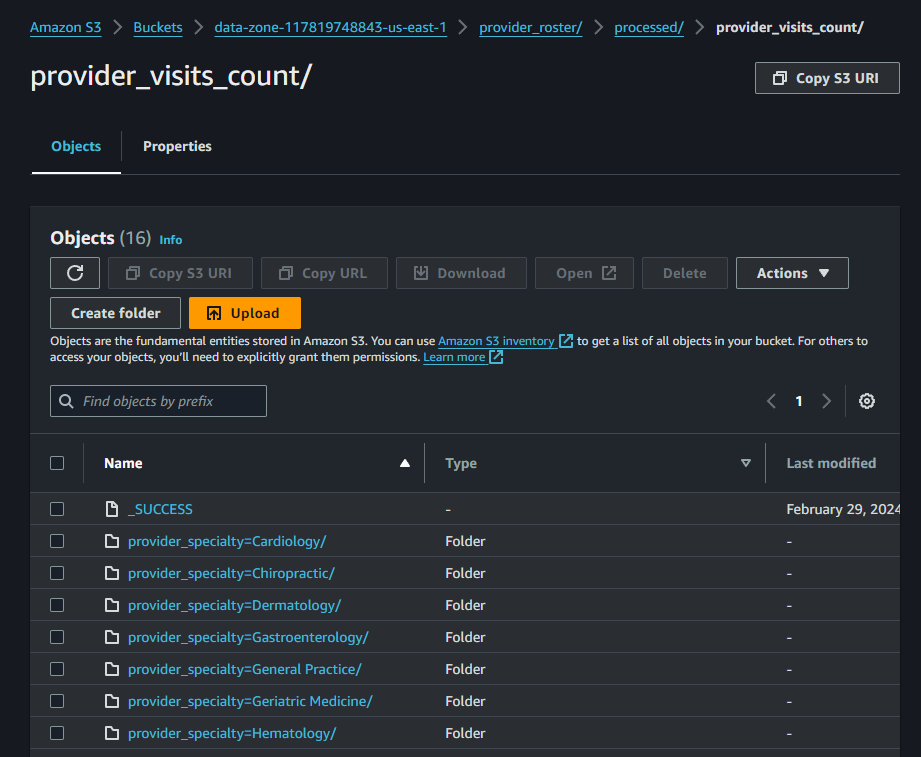 Amazon S3 > Buckets > data-zone-117819748843-us-east-1 > provider_roster/ > processed/ > provider_visits_count/
provider_visits_count/
Copy S3 URI
Objects
Properties
Objects (16) Info
Copy S3 URI
Copy URL
Download
Open
Delete
Actions
Create folder
Upload
Objects are the fundamental entities stored in Amazon S3. You can use Amazon S3 inventory to get a list of all objects in your bucket. For others to
access your objects, you'll need to explicitly grant them permissions. Learn more
Find objects by prefix
1
Name Type Last modified
_SUCCESS - February 29, 2024
provider_specialty=Cardiology/ Folder -
provider_specialty=Chiropractic/ Folder -
provider_specialty=Dermatology/ Folder -
provider_specialty=Gastroenterology/ Folder -
provider_specialty=General Practice/ Folder -
provider_specialty=Geriatric Medicine/ Folder -
provider_specialty=Hematology/ Folder -